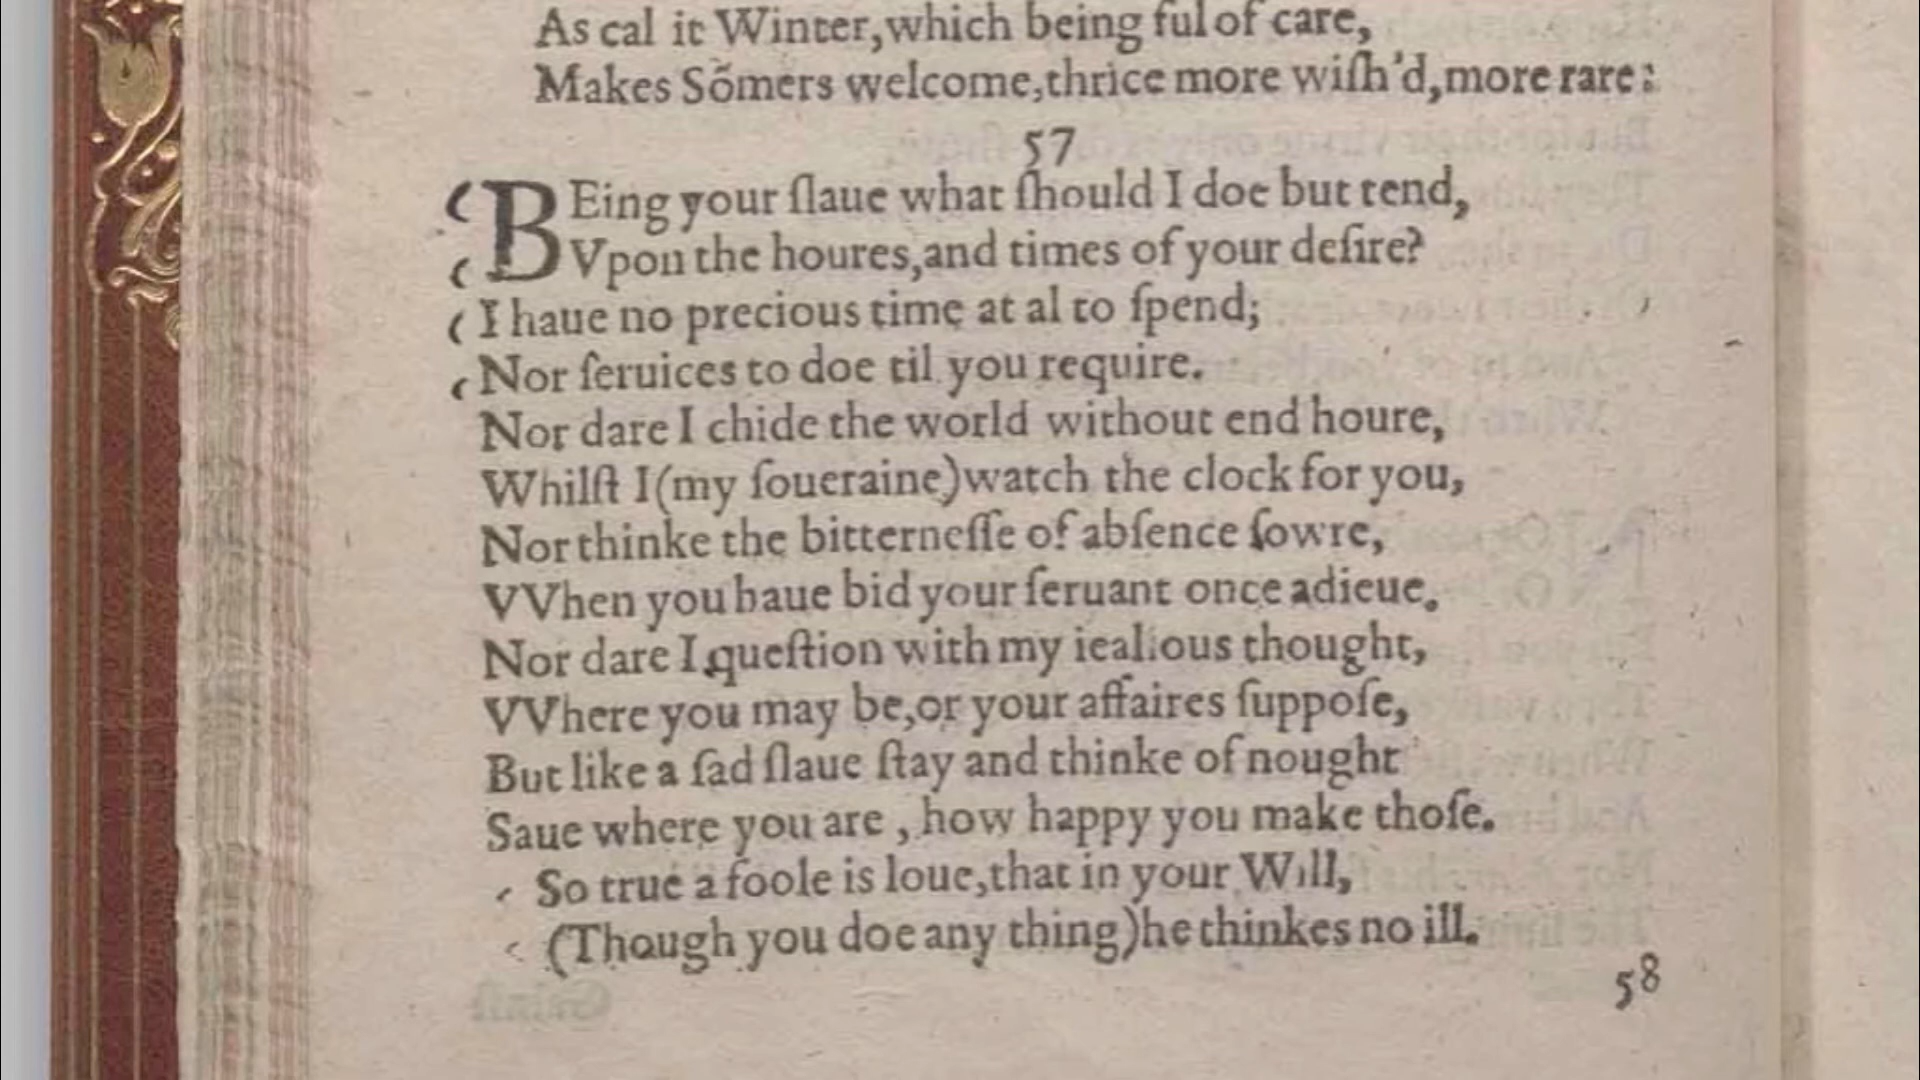 As cal it Winter,which being ful of care,
Makes Sõmers welcome,thrice more wiſh'd,more rare:
57
BEing your ſlaue what ſhould I doe but tend,
Vpon the houres,and times of your deſire?
I haue no precious time at al to ſpend;
Nor ſeruices to doe til you require.
Nor dare I chide the world without end houre,
Whilſt I(my ſoueraine)watch the clock for you,
Nor thinke the bitterneſſe of abſence ſowre,
VVhen you haue bid your ſeruant once adieue.
Nor dare I queſtion with my iealious thought,
VVhere you may be,or your affaires ſuppoſe,
But like a ſad ſlaue ſtay and thinke of nought
Saue where you are , how happy you make thoſe.
So true a foole is loue,that in your Will,
(Though you doe any thing)he thinkes no ill.
58